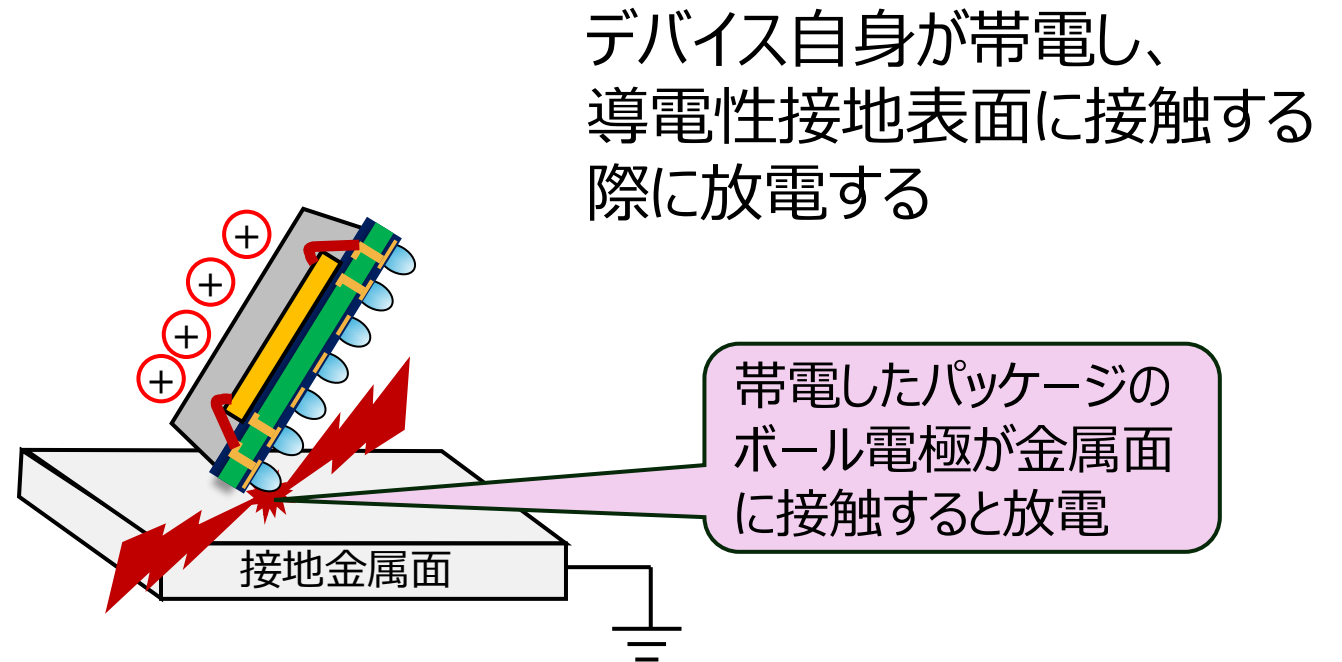 デバイス自身が帯電し、
導電性接地表面に接触する
際に放電する
+
+
+
+
帯電したパッケージの
ボール電極が金属面
に接触すると放電
接地金属面